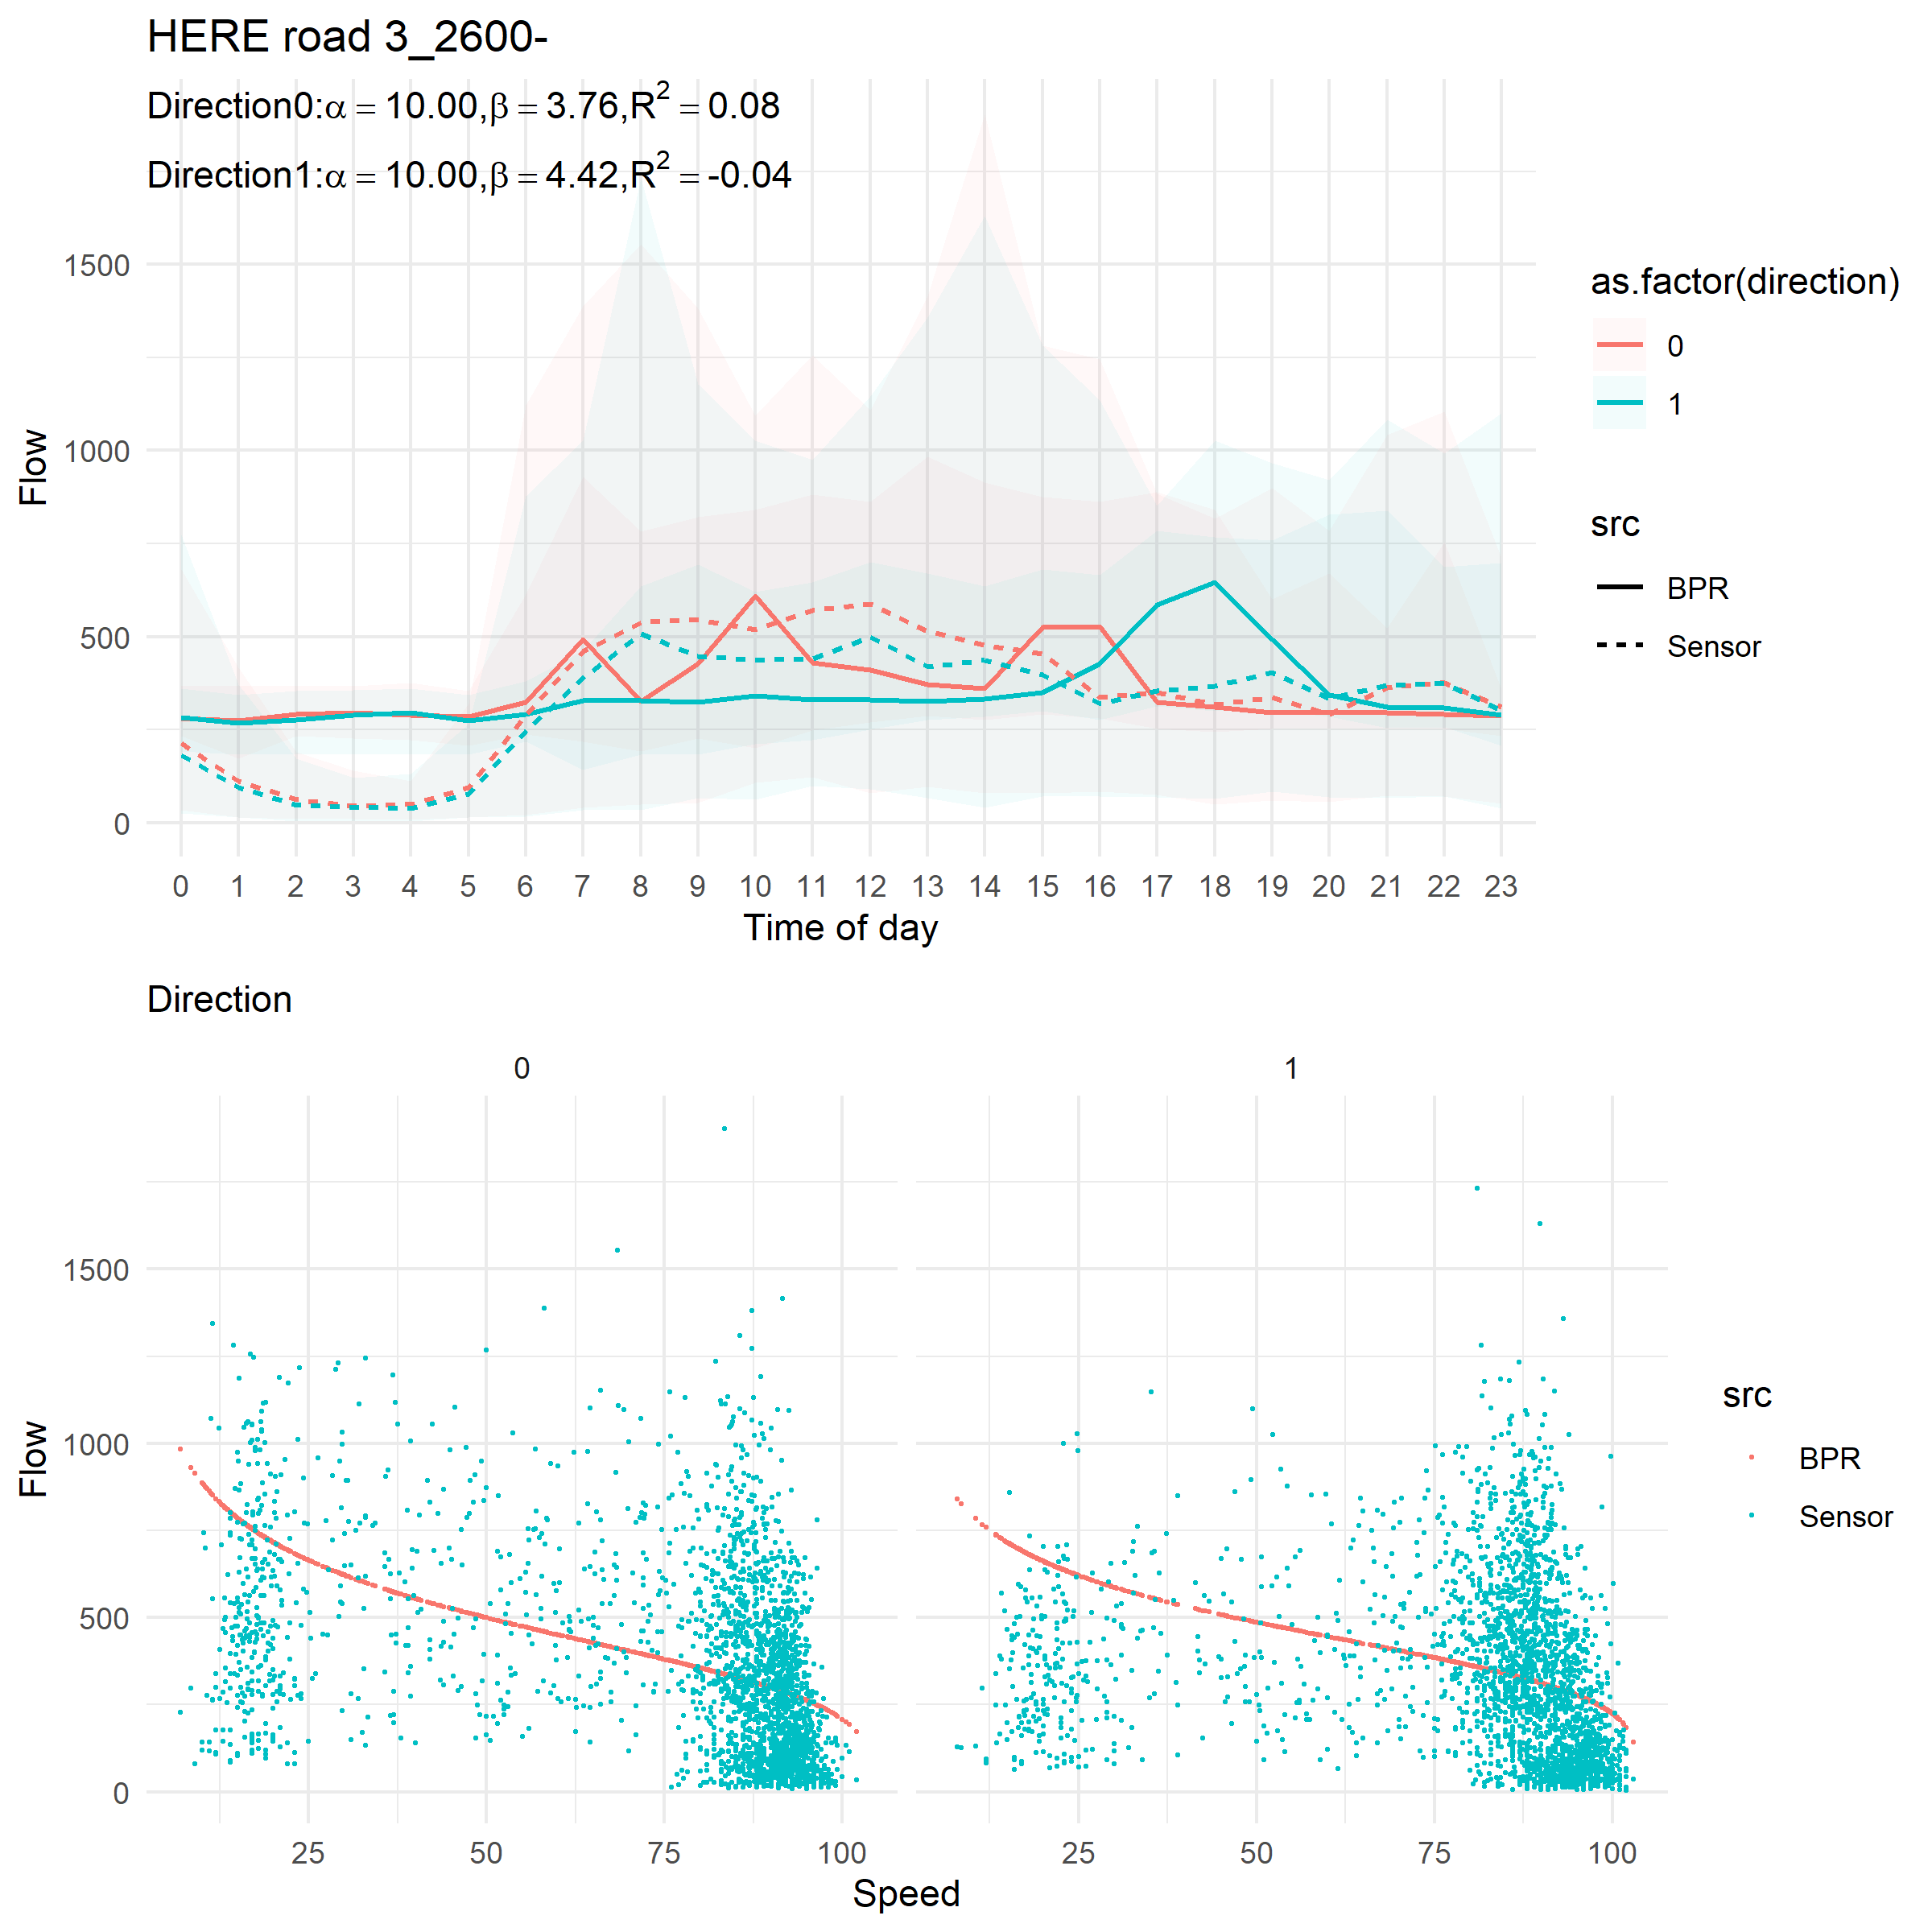 HERE road 3_2600-
Direction0:α = 10.00,β = 3.76,R² = 0.08
Direction1:α = 10.00,β = 4.42,R² = -0.04
1500
1000
500
0
Flow
0 1 2 3 4 5 6 7 8 9 10 11 12 13 14 15 16 17 18 19 20 21 22 23
Time of day
as.factor(direction)
0
1
src
BPR
Sensor
Direction
0 1
1500
1000
500
0
Flow
25 50 75 100 25 50 75 100
Speed
src
BPR
Sensor